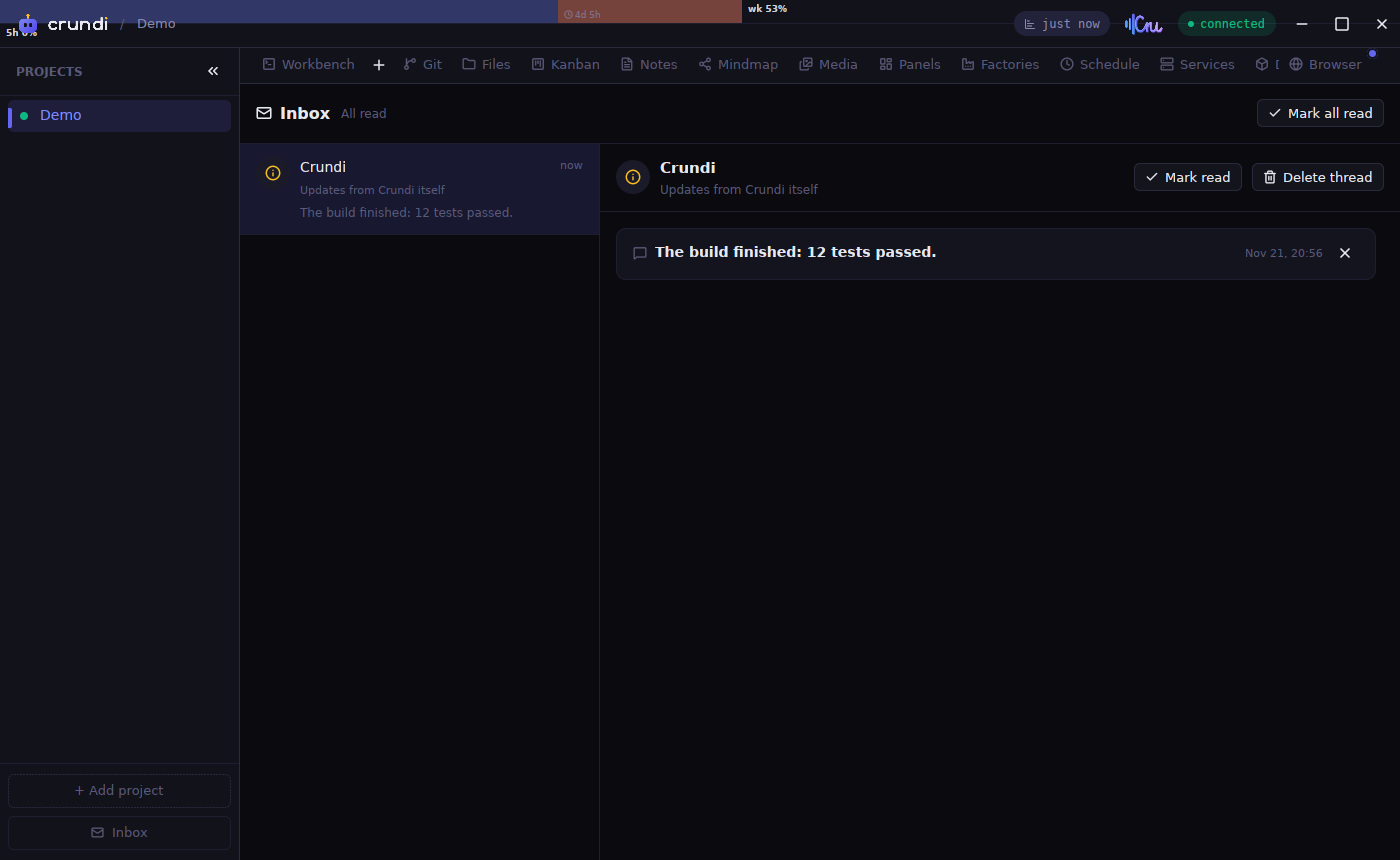 4d 5h
wk 53%
crundi / Demo
just now
Cru
connected
PROJECTS
Workbench
Git
Files
Kanban
Notes
Mindmap
Media
Panels
Factories
Schedule
Services
Browser
Demo
Inbox All read
Mark all read
Crundi now
Updates from Crundi itself
The build finished: 12 tests passed.
Crundi
Updates from Crundi itself
Mark read
Delete thread
The build finished: 12 tests passed.
Nov 21, 20:56
+ Add project
Inbox